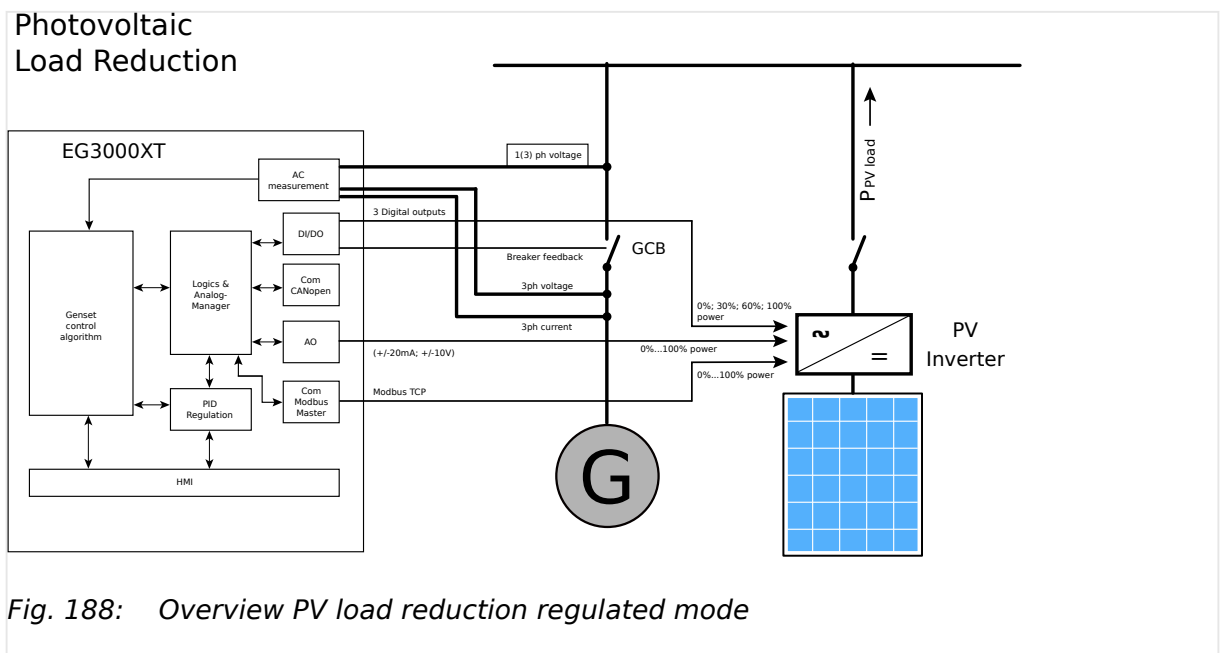 Photovoltaic
Load Reduction
EG3000XT
AC
measurement
1(3) ph voltage
P PV load
3 Digital outputs
DI/DO
Breaker feedback
GCB
Genset
control
algorithm
Logics &
Analog-
Manager
Com
CANopen
3ph voltage
3ph current
0%; 30%; 60%; 100%
power
AO
(+/-20mA; +/-10V)
0%...100% power
0%...100% power
~
=
PV
Inverter
PID
Regulation
Com
Modbus
Master
Modbus TCP
HMI
G
Fig. 188: Overview PV load reduction regulated mode